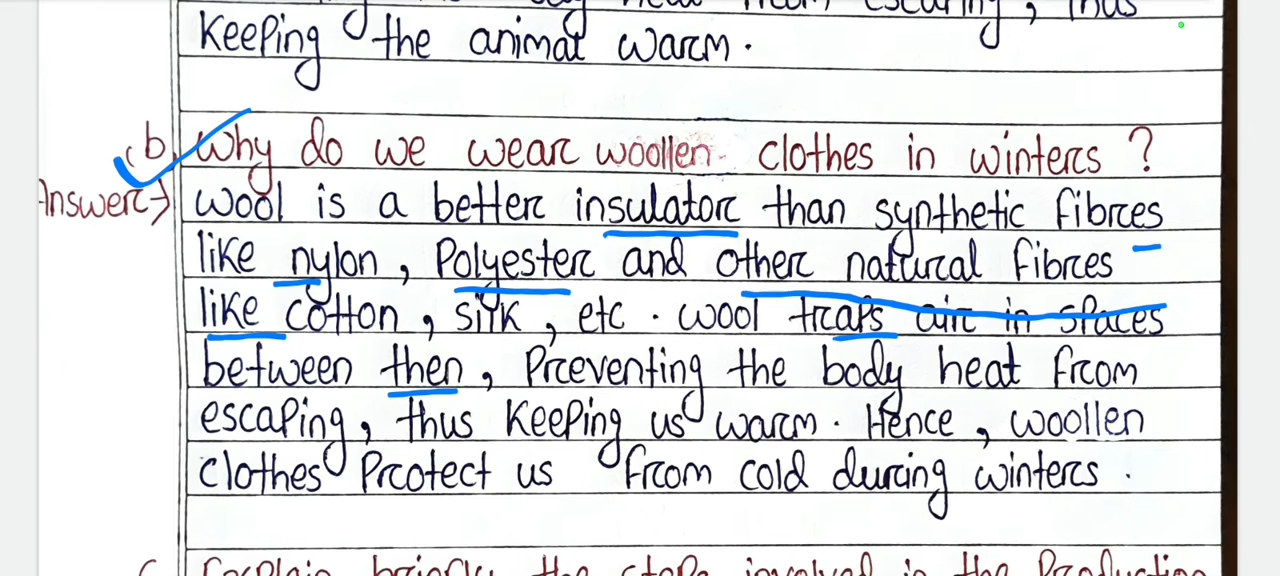 Keeping the animal warm.
b. Why do we wear woollen clothes in winters ?
Answer→ Wool is a better insulator than synthetic fibres
like nylon, Polyester and other natural fibres
like cotton, silk, etc. wool traps air in spaces
between then, Preventing the body heat from
escaping, thus Keeping us warm. Hence, woollen
clothes Protect us from cold during winters.